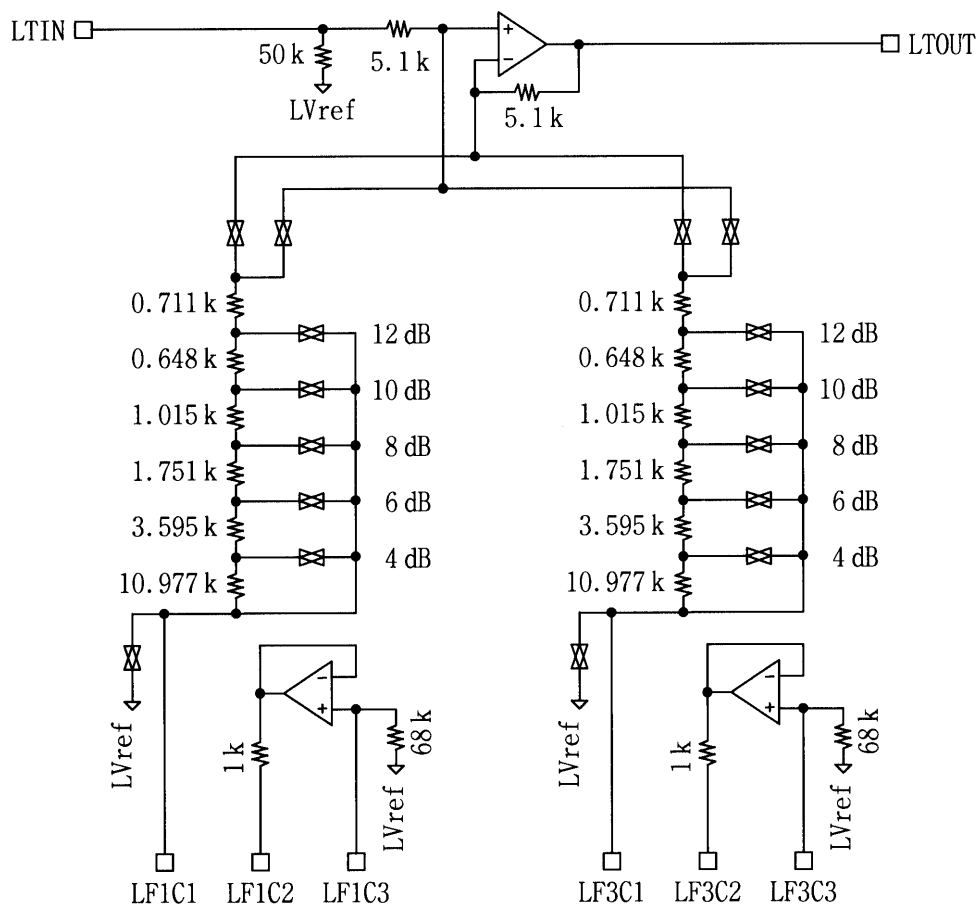 LTIN
50 k
5.1 k
LVref
5.1 k
LTOUT
0.711 k
12 dB
0.648 k
10 dB
1.015 k
8 dB
1.751 k
6 dB
3.595 k
4 dB
10.977 k
LVref
1 k
68 k
LVref
LF1C1
LF1C2
LF1C3
0.711 k
12 dB
0.648 k
10 dB
1.015 k
8 dB
1.751 k
6 dB
3.595 k
4 dB
10.977 k
LVref
1 k
68 k
LVref
LF3C1
LF3C2
LF3C3
+
−
−
+
−
+